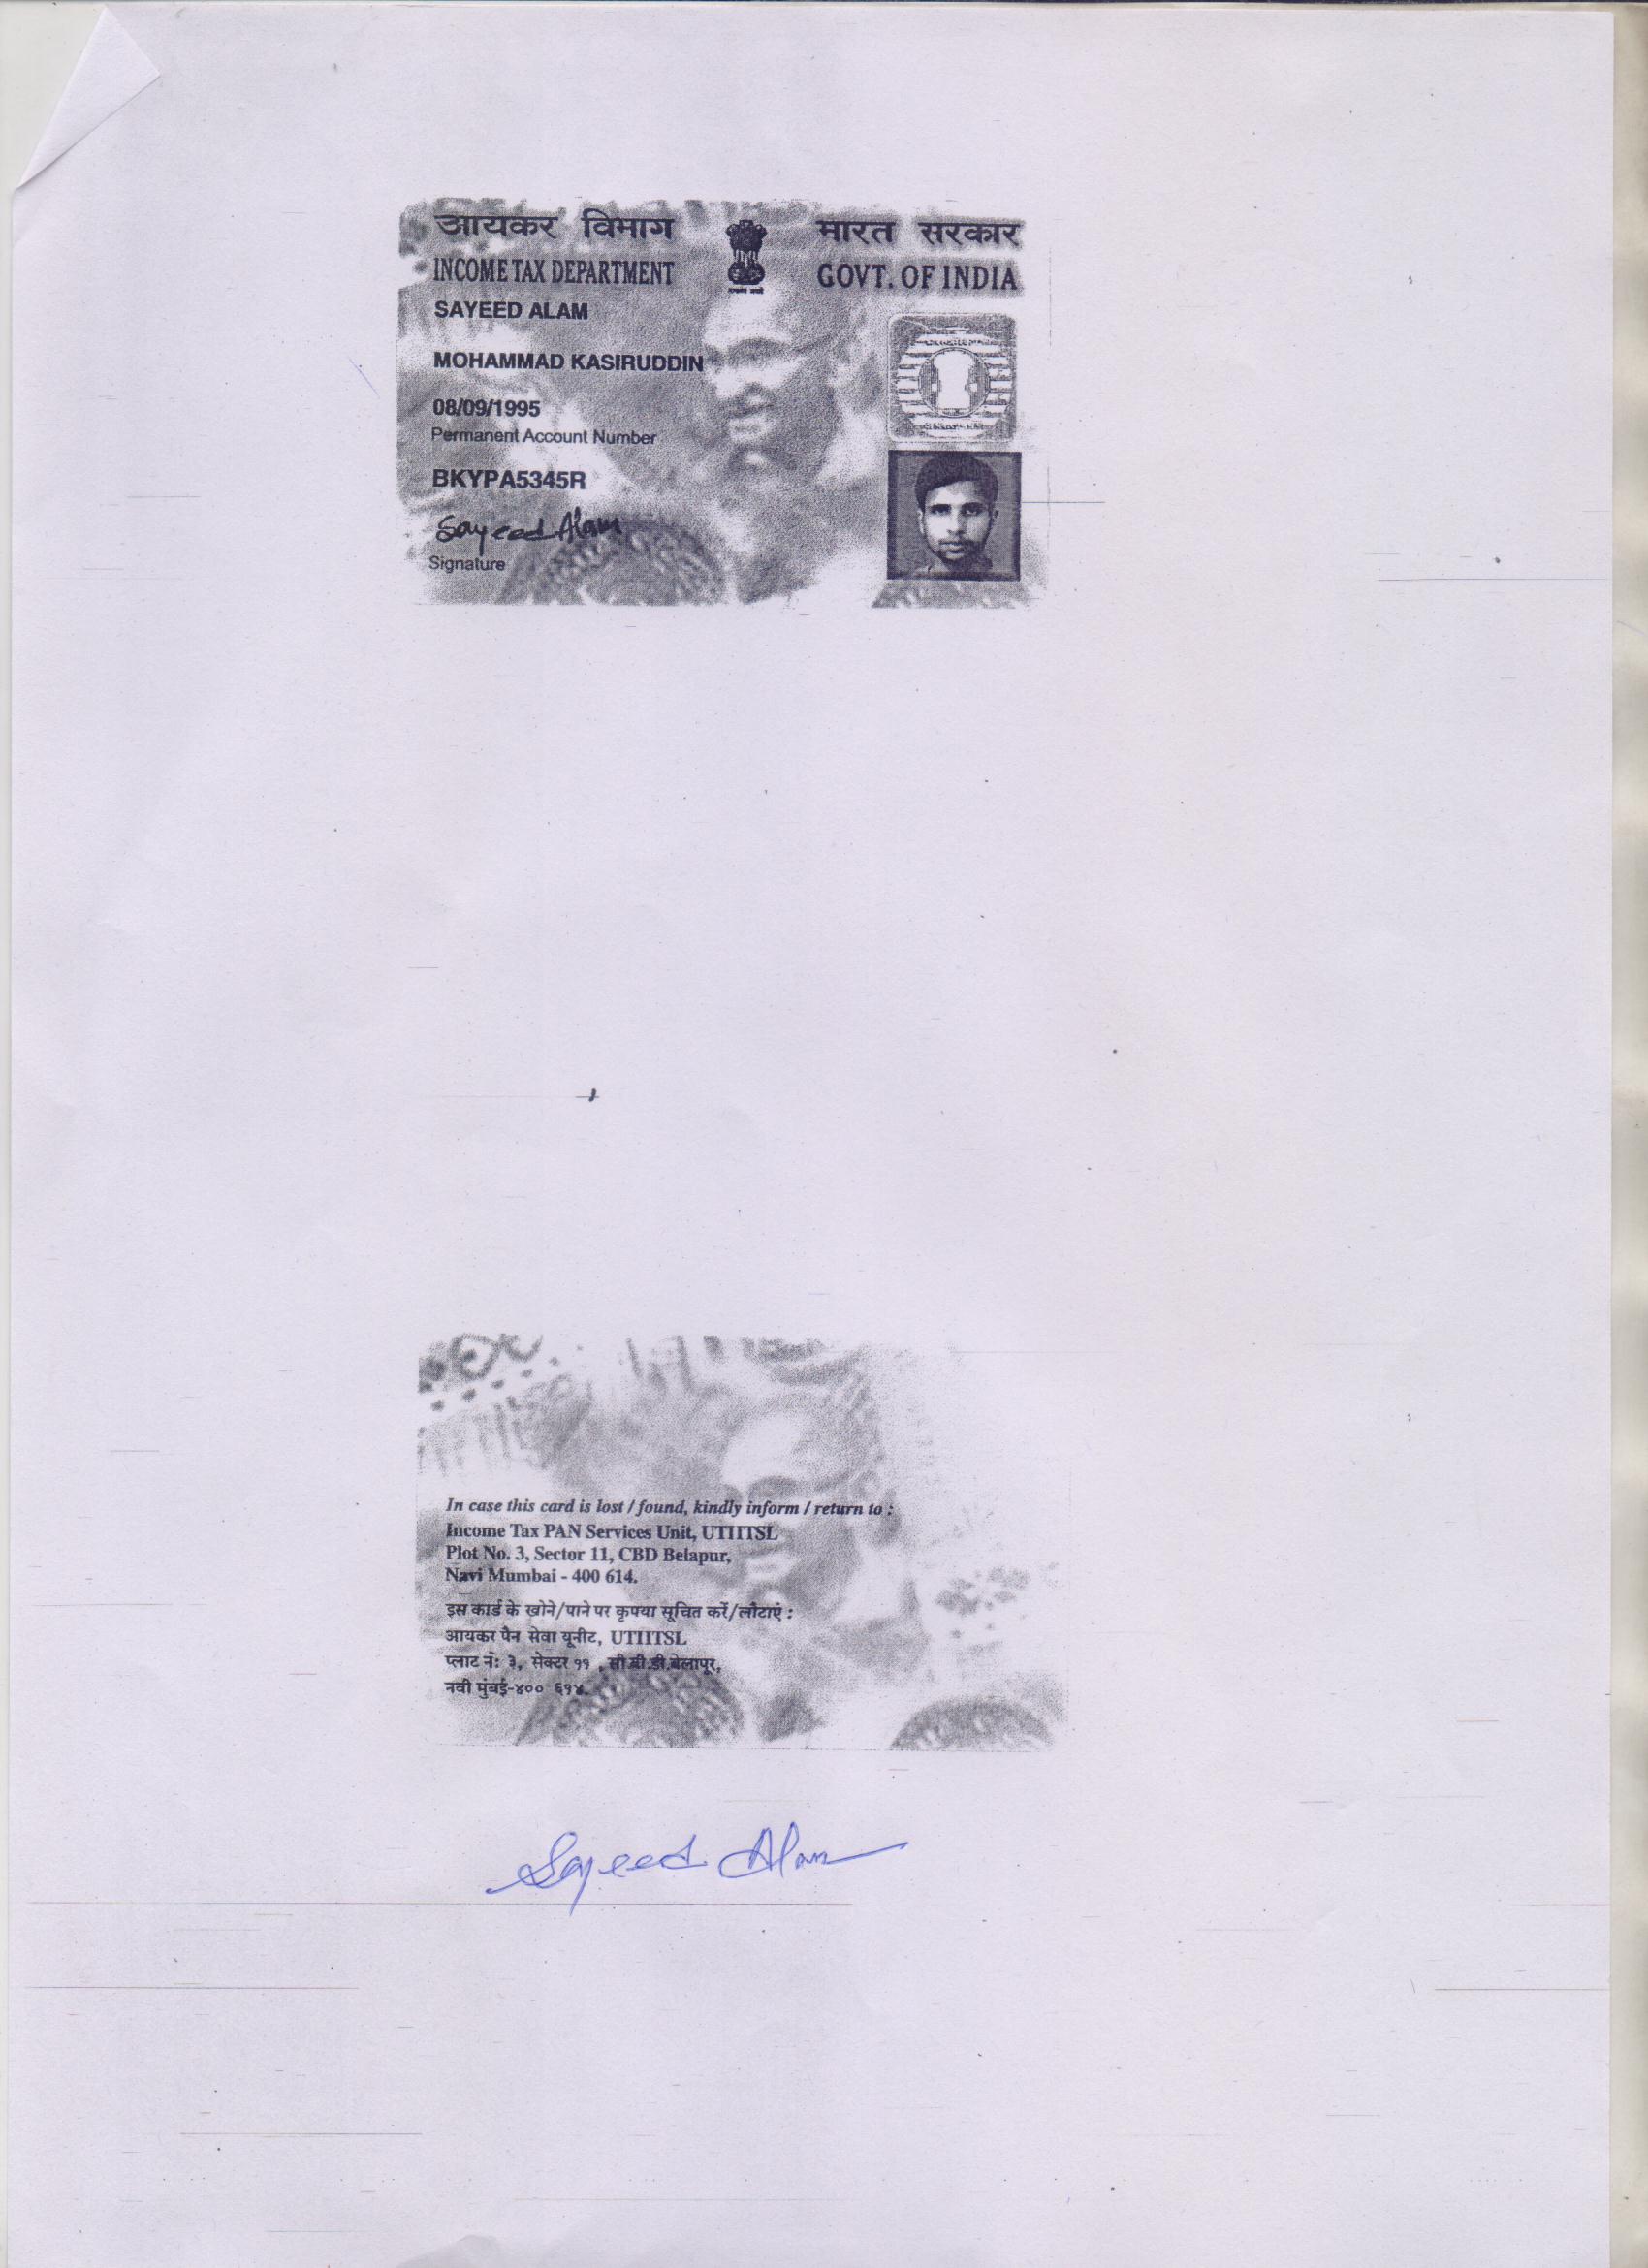 आयकर विभाग भारत सरकार
INCOME TAX DEPARTMENT GOVT. OF INDIA
SAYEED ALAM
MOHAMMAD KASIRUDDIN
08/09/1995
Permanent Account Number
BKYPA5345R
Sayeed Alam
Signature
In case this card is lost / found, kindly inform / return to :
Income Tax PAN Services Unit, UTIITSL
Plot No. 3, Sector 11, CBD Belapur,
Navi Mumbai - 400 614.
इस कार्ड के खोने/पाने पर कृपया सूचित करें/लौटाएं :
आयकर पैन सेवा यूनीट, UTIITSL
प्लाट नं: ३, सेक्टर ११ , सी.बी.डी.बेलापूर,
नवी मुंबई-४०० ६१४.
Sayeed Alam